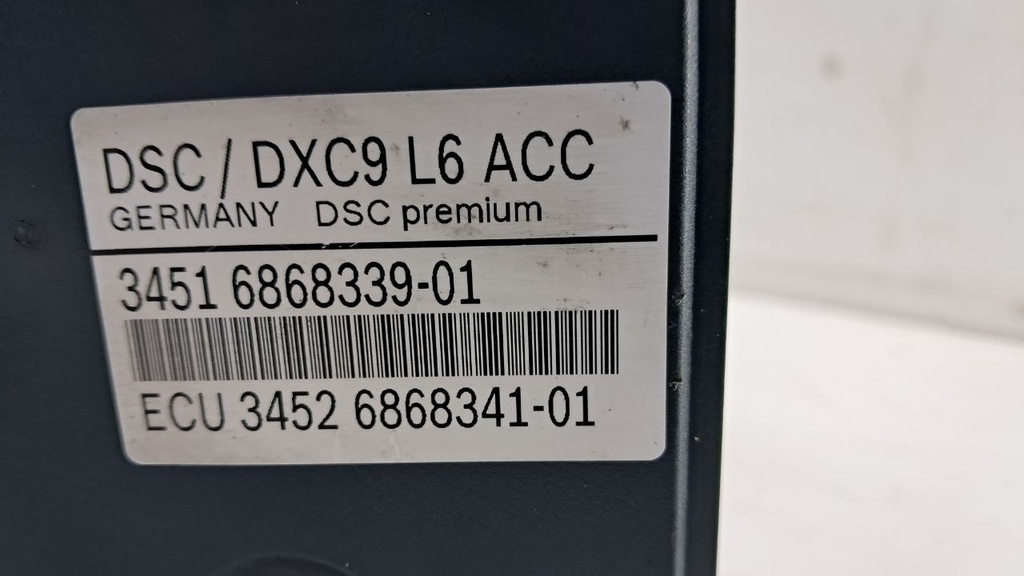 DSC / DXC9 L6 ACC
GERMANY DSC premium
3451 6868339-01
ECU 3452 6868341-01